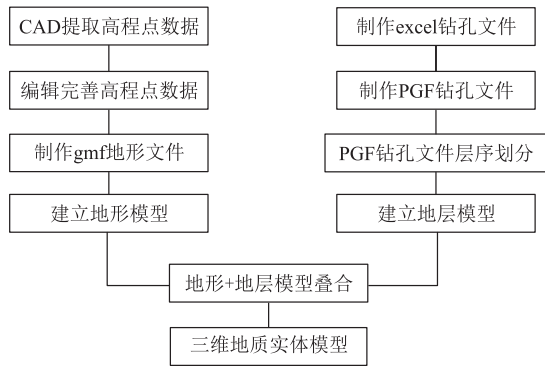 CAD提取高程点数据
编辑完善高程点数据
制作gmf地形文件
建立地形模型
制作excel钻孔文件
制作PGF钻孔文件
PGF钻孔文件层序划分
建立地层模型
地形+地层模型叠合
三维地质实体模型